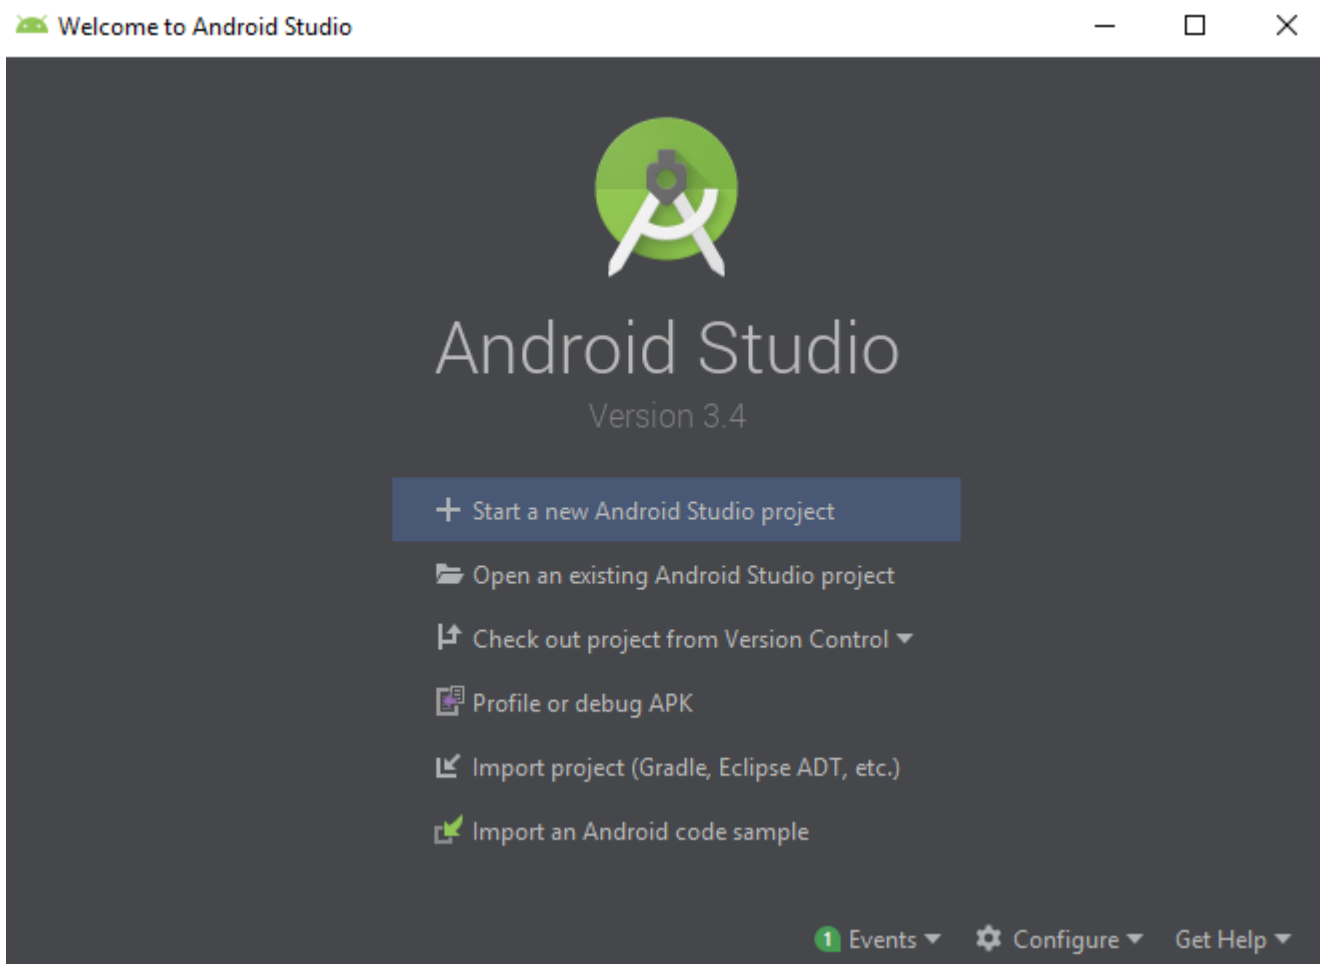 Welcome to Android Studio
Android Studio
Version 3.4
Start a new Android Studio project
Open an existing Android Studio project
Check out project from Version Control
Profile or debug APK
Import project (Gradle, Eclipse ADT, etc.)
Import an Android code sample
1 Events Configure Get Help